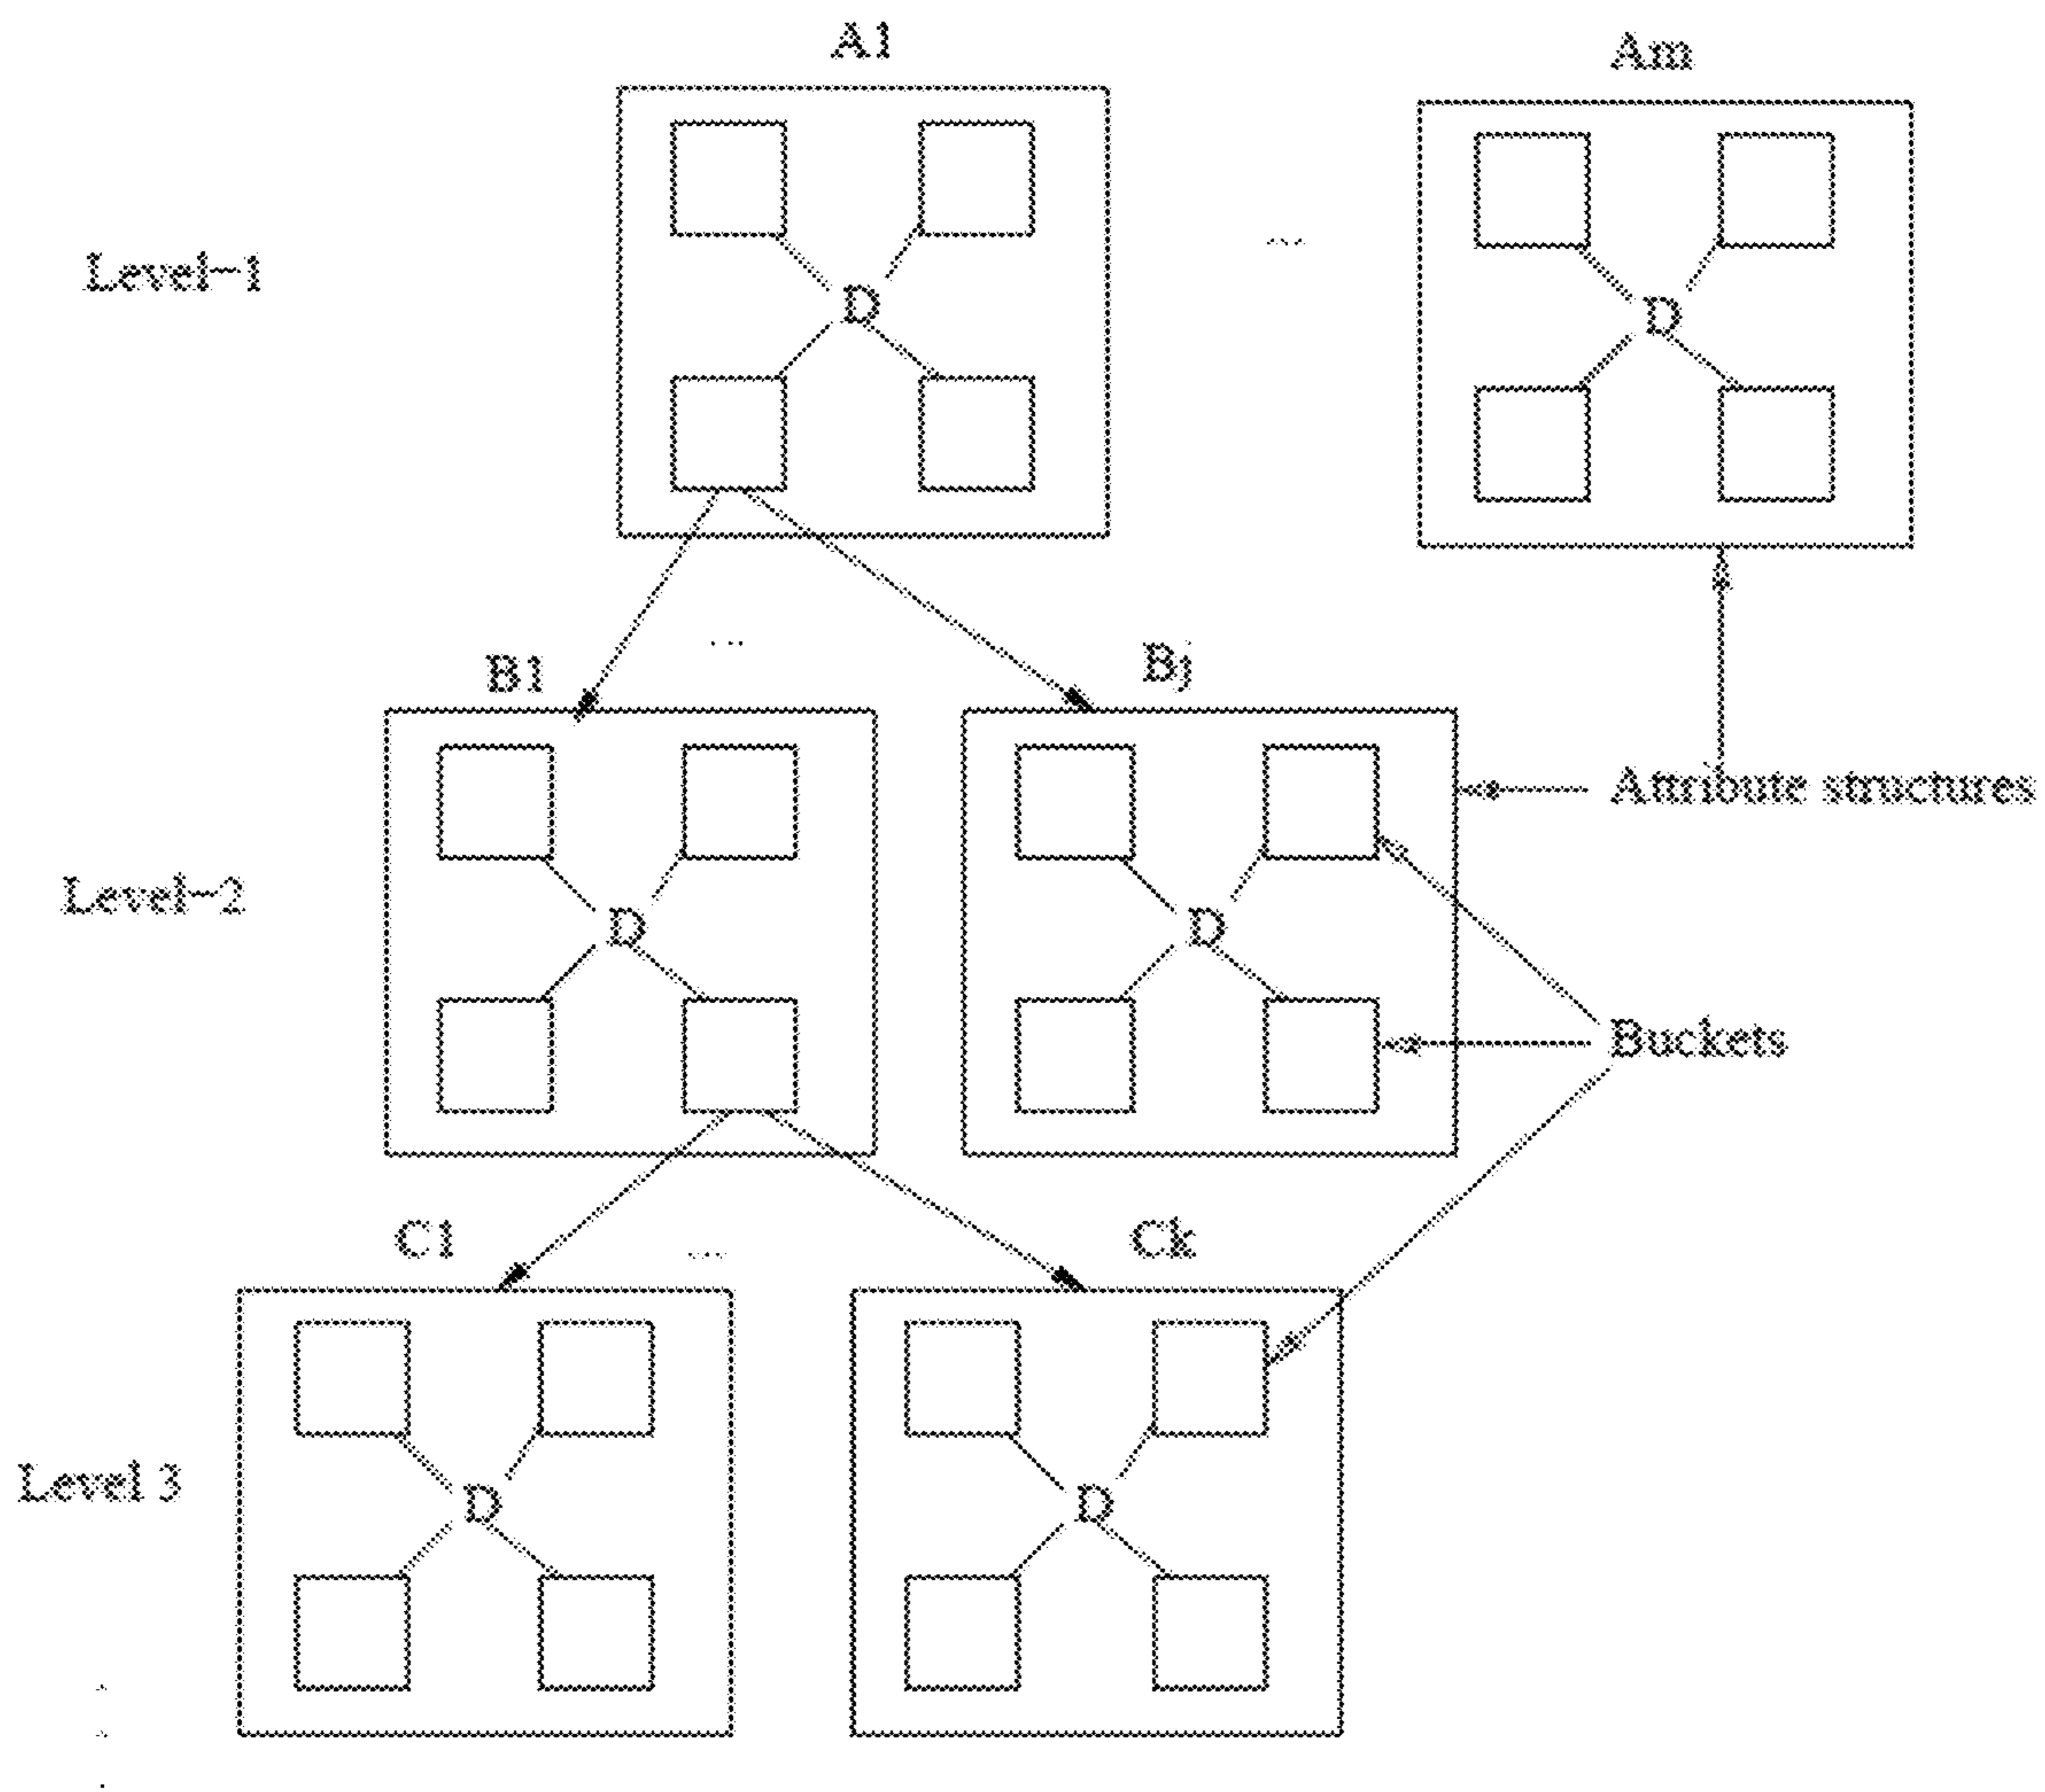 A1
Am
...
Level-1
D
D
...
B1
Bj
Attribute structures
Level-2
D
D
Buckets
C1
...
Ck
Level 3
D
D
.
.
.